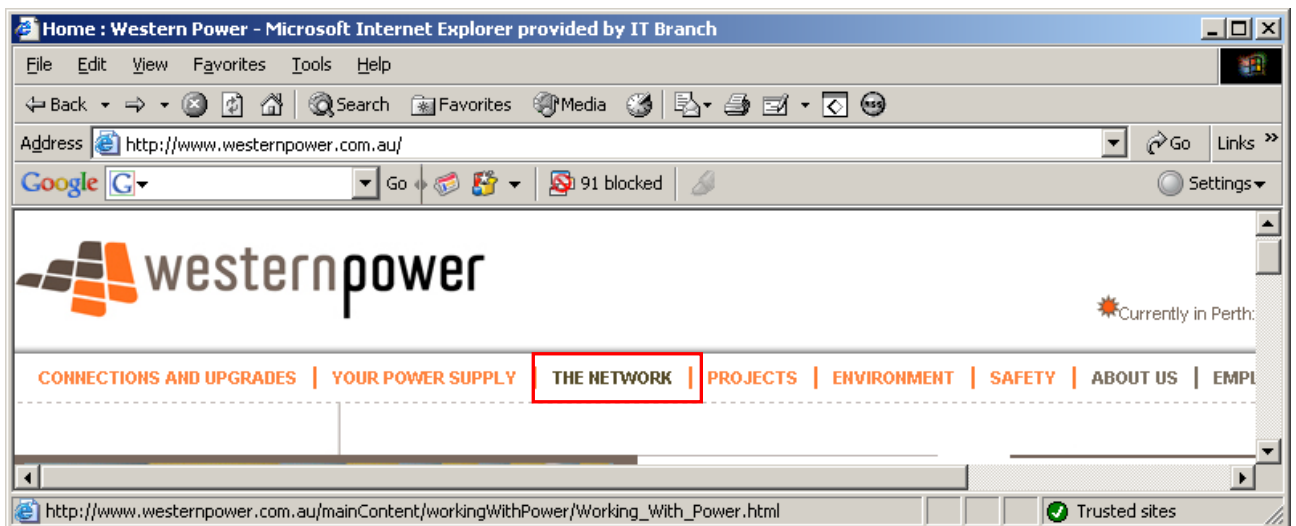 Home : Western Power - Microsoft Internet Explorer provided by IT Branch
File Edit View Favorites Tools Help
Back Search Favorites Media RSS
Address http://www.westernpower.com.au/ Go Links »
Google G Go 91 blocked Settings
westernpower
Currently in Perth:
CONNECTIONS AND UPGRADES | YOUR POWER SUPPLY | THE NETWORK | PROJECTS | ENVIRONMENT | SAFETY | ABOUT US | EMPL
http://www.westernpower.com.au/mainContent/workingWithPower/Working_With_Power.html Trusted sites